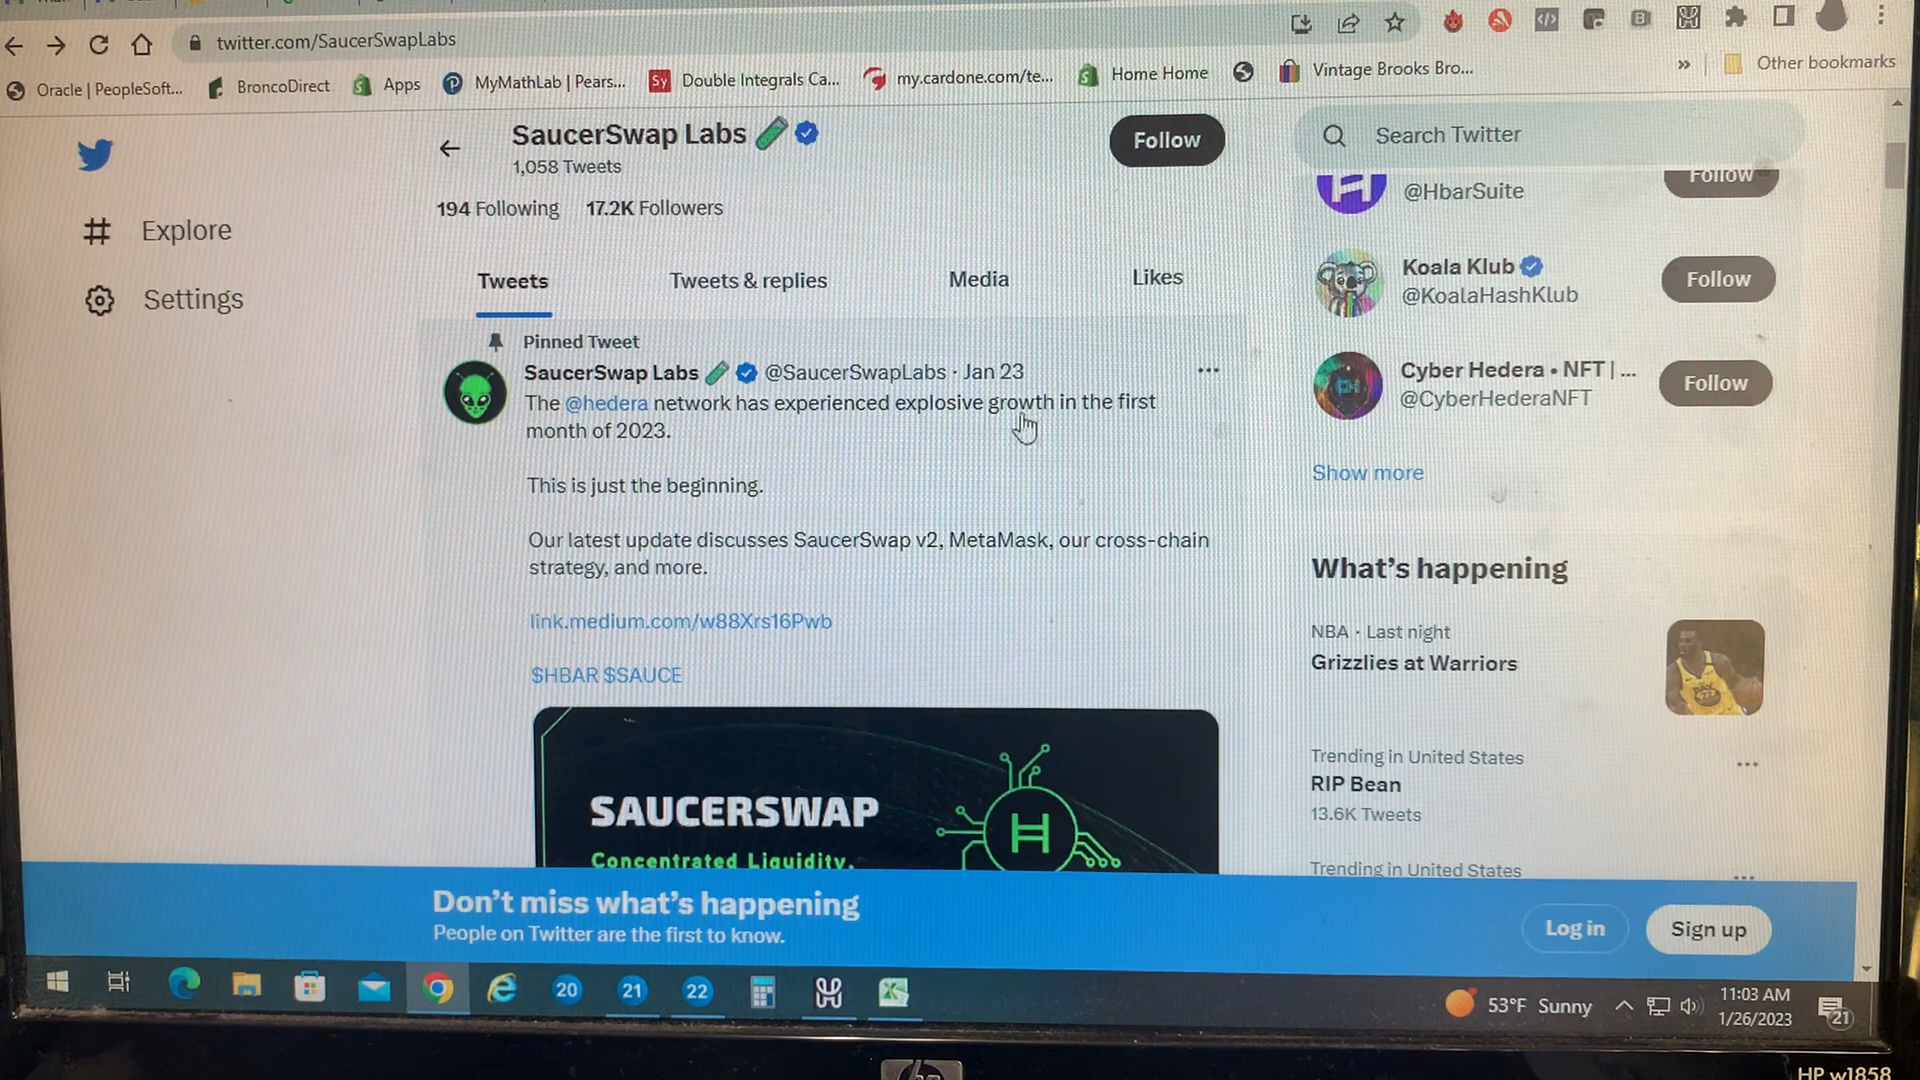 twitter.com/SaucerSwapLabs
Oracle | PeopleSoft...
BroncoDirect
Apps
MyMathLab | Pears...
Sy
Double Integrals Ca...
my.cardone.com/te...
Home Home
Vintage Brooks Bro...
»
Other bookmarks
SaucerSwap Labs
1,058 Tweets
Follow
Search Twitter
194 Following 17.2K Followers
Explore
Settings
Tweets
Tweets & replies
Media
Likes
Pinned Tweet
SaucerSwap Labs @SaucerSwapLabs · Jan 23
The @hedera network has experienced explosive growth in the first
month of 2023.
This is just the beginning.
Our latest update discusses SaucerSwap v2, MetaMask, our cross-chain
strategy, and more.
link.medium.com/w88Xrs16Pwb
$HBAR $SAUCE
SAUCERSWAP
Concentrated Liquidity.
H
@HbarSuite
Follow
Koala Klub
@KoalaHashKlub
Follow
Cyber Hedera • NFT | ...
@CyberHederaNFT
Follow
Show more
What's happening
NBA · Last night
Grizzlies at Warriors
Trending in United States
RIP Bean
13.6K Tweets
Trending in United States
Don't miss what's happening
People on Twitter are the first to know.
Log in
Sign up
20
21
22
53°F Sunny
11:03 AM
1/26/2023
21
hp
HP w1858